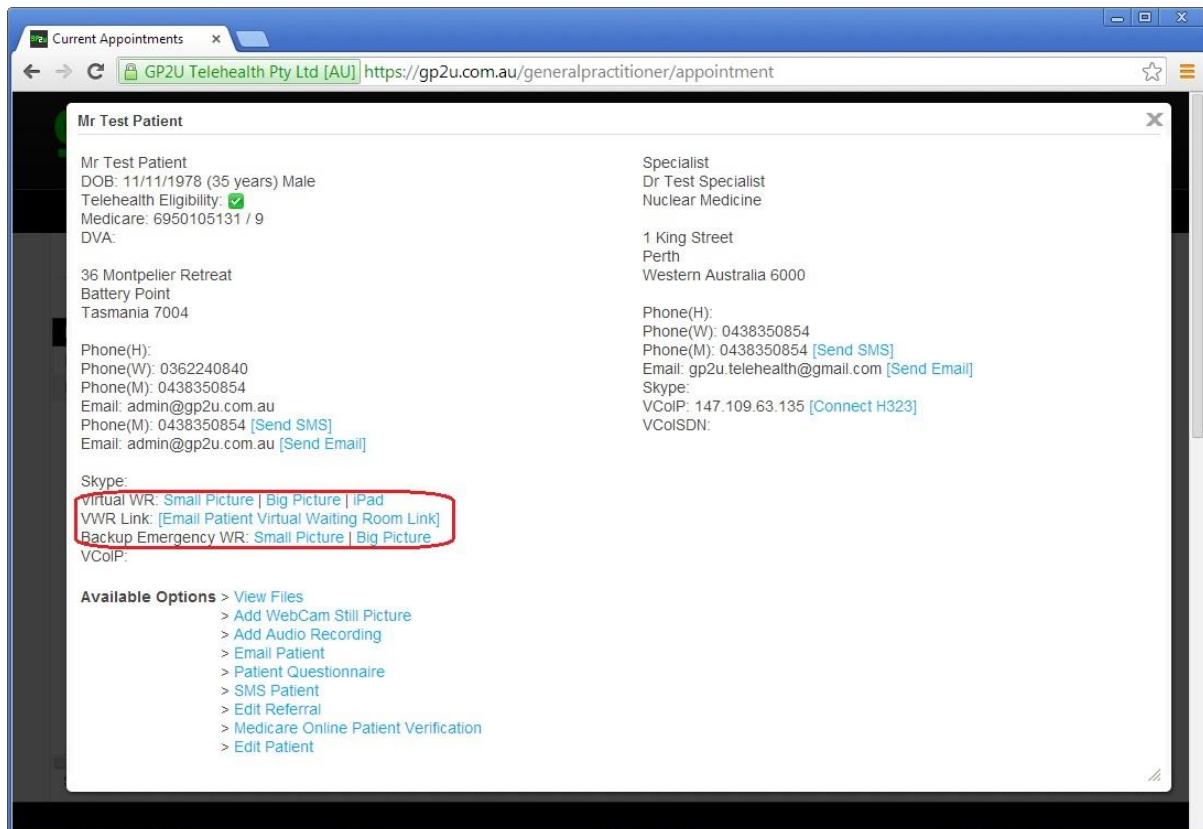 Current Appointments
GP2U Telehealth Pty Ltd [AU] https://gp2u.com.au/generalpractitioner/appointment
Mr Test Patient
Mr Test Patient
DOB: 11/11/1978 (35 years) Male
Telehealth Eligibility:
Medicare: 6950105131 / 9
DVA:
36 Montpelier Retreat
Battery Point
Tasmania 7004
Phone(H):
Phone(W): 0362240840
Phone(M): 0438350854
Email: admin@gp2u.com.au
Phone(M): 0438350854 [Send SMS]
Email: admin@gp2u.com.au [Send Email]
Skype:
Virtual WR: Small Picture | Big Picture | iPad
VWR Link: [Email Patient Virtual Waiting Room Link]
Backup Emergency WR: Small Picture | Big Picture
VCoIP:
Specialist
Dr Test Specialist
Nuclear Medicine
1 King Street
Perth
Western Australia 6000
Phone(H):
Phone(W): 0438350854
Phone(M): 0438350854 [Send SMS]
Email: gp2u.telehealth@gmail.com [Send Email]
Skype:
VCoIP: 147.109.63.135 [Connect H323]
VCoISDN:
Available Options > View Files
> Add WebCam Still Picture
> Add Audio Recording
> Email Patient
> Patient Questionnaire
> SMS Patient
> Edit Referral
> Medicare Online Patient Verification
> Edit Patient